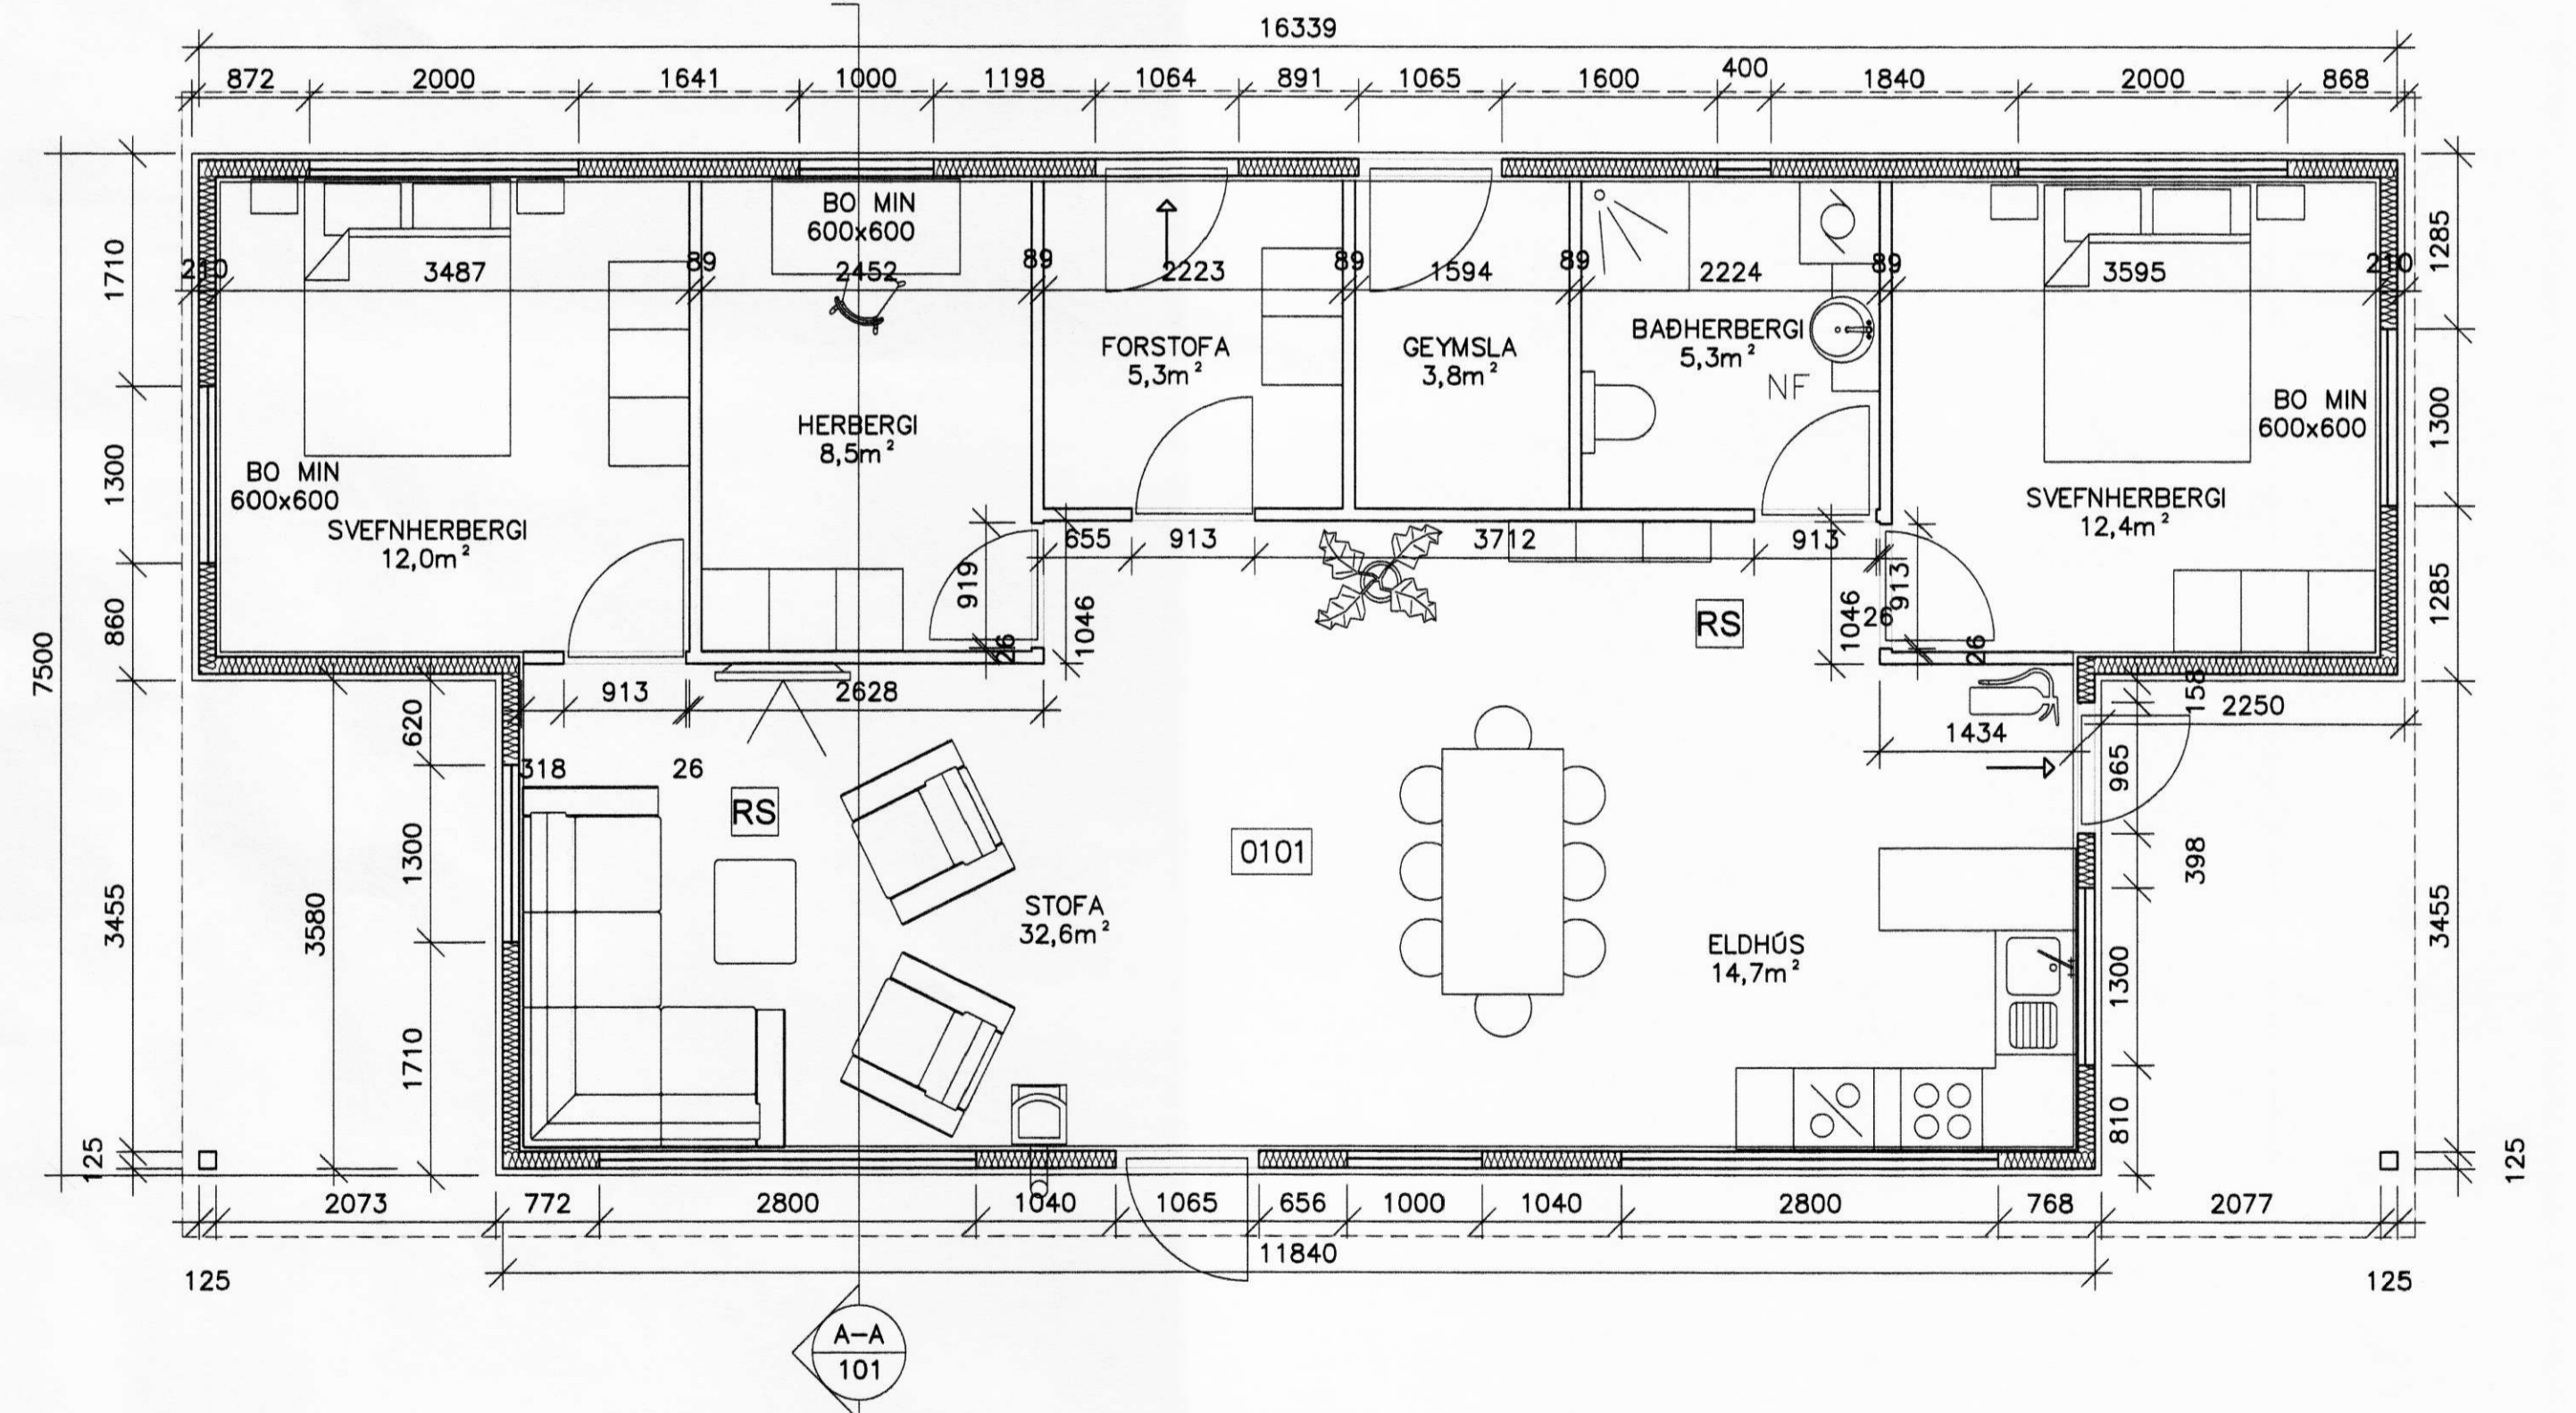 16339
872 2000 1641 1000 1198 1064 891 1065 1600 400 1840 2000 868
BO MIN
600x600
210 3487 89 2452 89 2223 89 1594 89 2224 89 3595 210
1710
1300
860
7500
3455
125
1285
1300
1285
3455
125
FORSTOFA
5,3m²
GEYMSLA
3,8m²
BAÐHERBERGI
5,3m²
NF
HERBERGI
8,5m²
BO MIN
600x600
SVEFNHERBERGI
12,0m²
BO MIN
600x600
SVEFNHERBERGI
12,4m²
655 913 3712 913
919
26
1046
1046
26
913
26
RS
913 2628
318 26
RS
620
1300
1710
3580
158
2250
1434
965
398
1300
810
0101
STOFA
32,6m²
ELDHÚS
14,7m²
2073 772 2800 1040 1065 656 1000 1040 2800 768 2077
11840
125 125
A-A
101